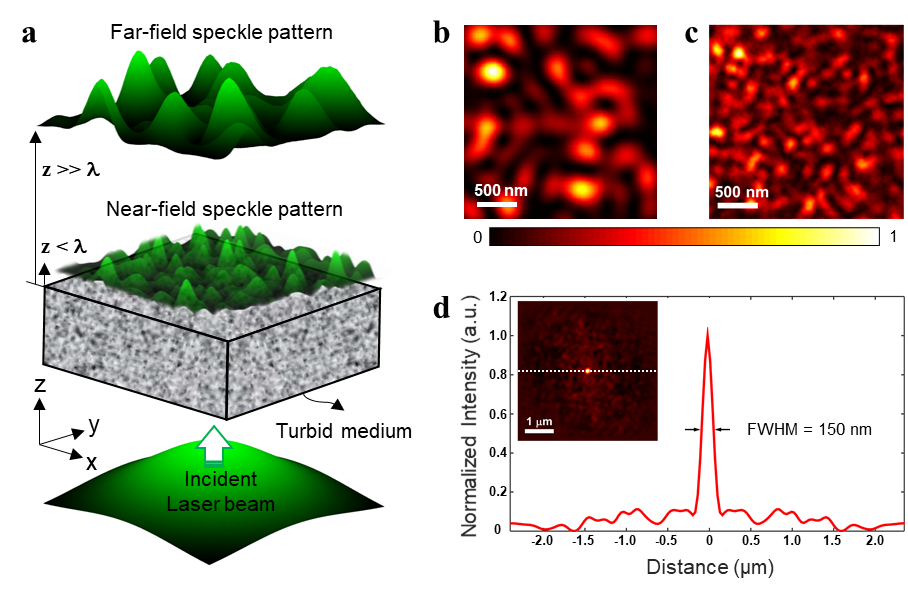 a
Far-field speckle pattern
z >> λ
Near-field speckle pattern
z < λ
Turbid medium
z
y
x
Incident
Laser beam
b
500 nm
c
500 nm
0
1
d
Normalized Intensity (a.u.)
1.2
1.0
0.8
0.6
0.4
0.2
0
1 μm
FWHM = 150 nm
-2.0 -1.5 -1.0 -0.5 0 0.5 1.0 1.5 2.0
Distance (μm)